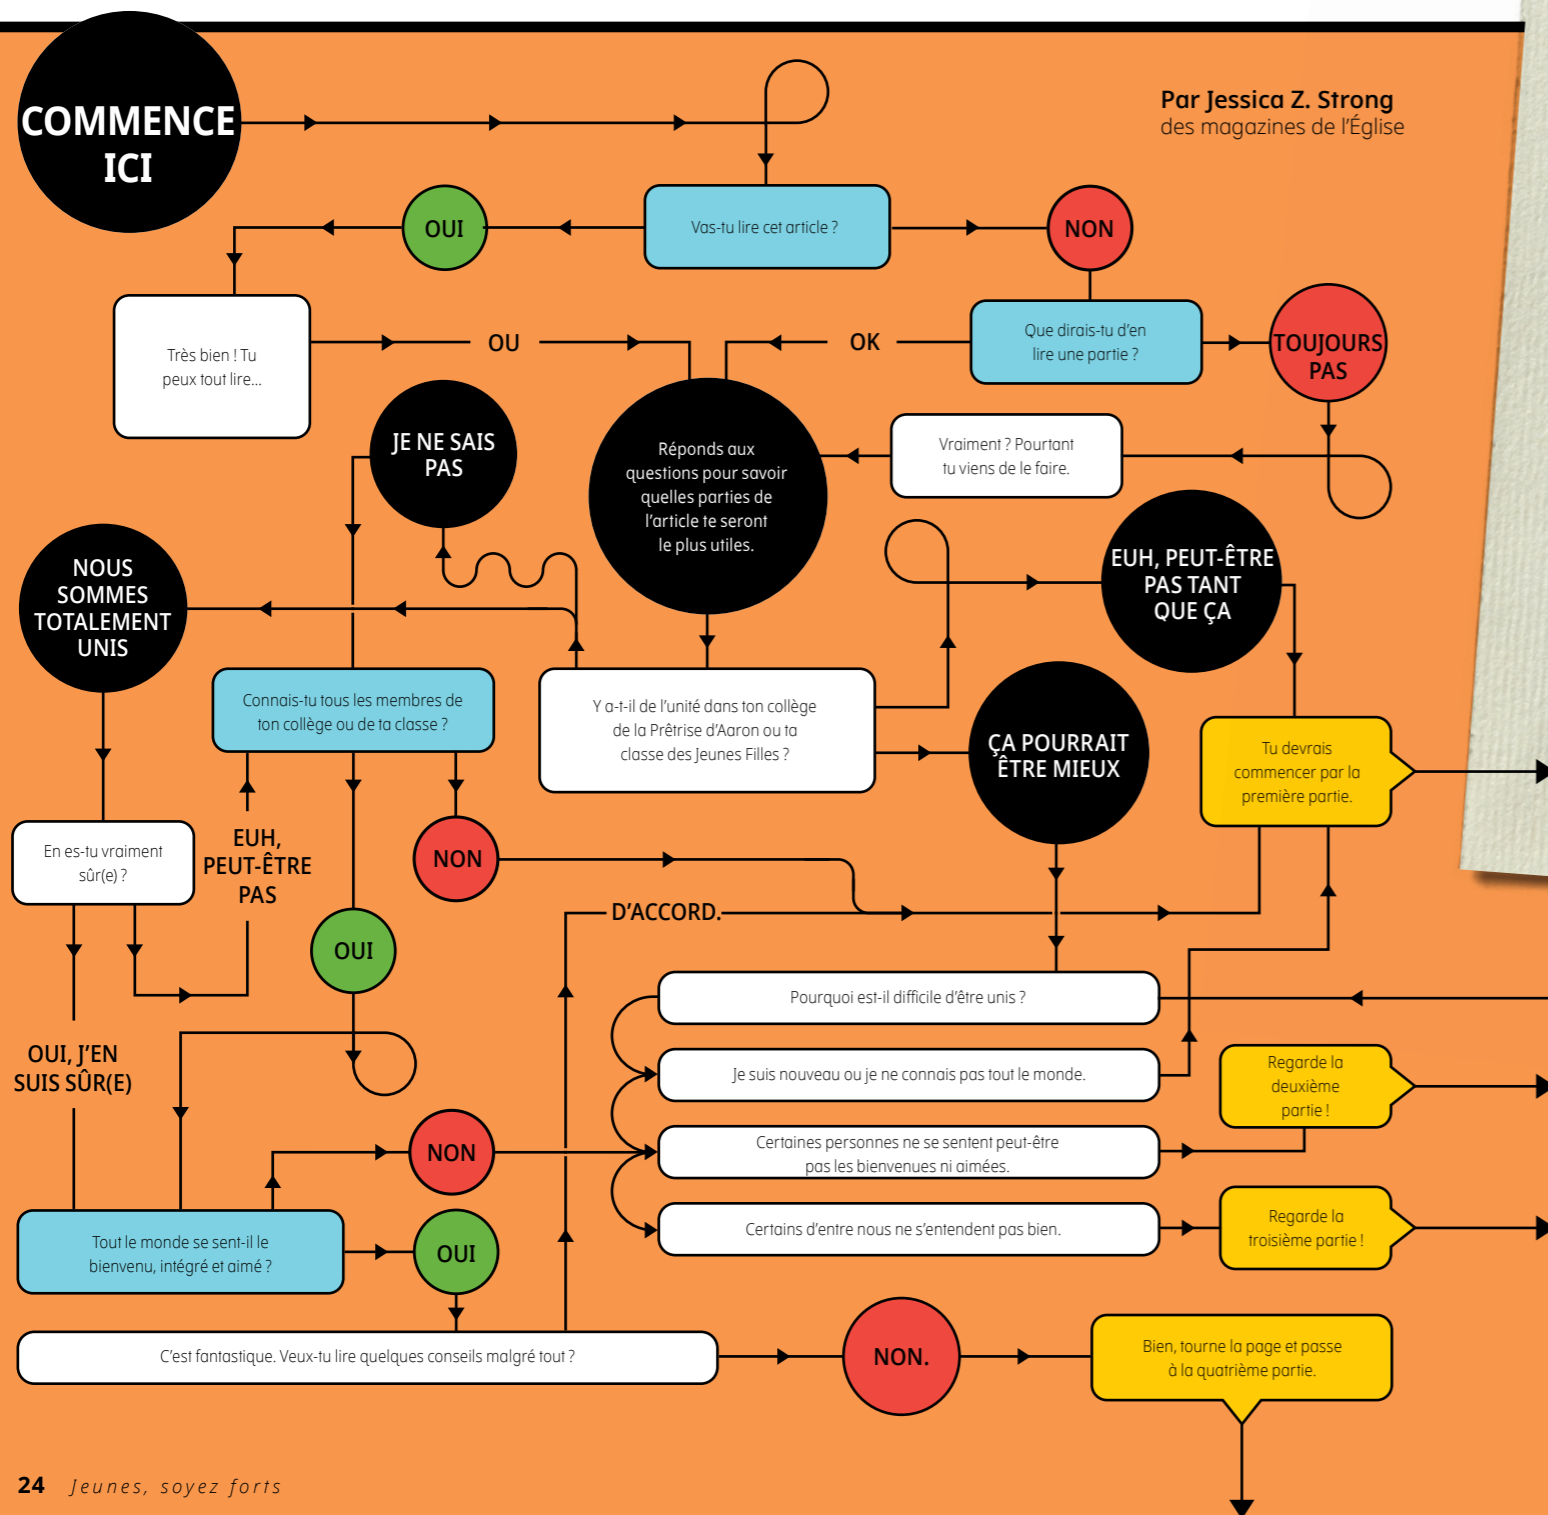 COMMENCE
ICI
Par Jessica Z. Strong
des magazines de l'Église
OUI
Vas-tu lire cet article ?
NON
Très bien ! Tu
peux tout lire...
OU
OK
Que dirais-tu d'en
lire une partie ?
TOUJOURS
PAS
JE NE SAIS
PAS
Réponds aux
questions pour savoir
quelles parties de
l'article te seront
le plus utiles.
Vraiment ? Pourtant
tu viens de le faire.
NOUS
SOMMES
TOTALEMENT
UNIS
EUH, PEUT-ÊTRE
PAS TANT
QUE ÇA
Connais-tu tous les membres de
ton collège ou de ta classe ?
Y a-t-il de l'unité dans ton collège
de la Prêtrise d'Aaron ou ta
classe des Jeunes Filles ?
ÇA POURRAIT
ÊTRE MIEUX
Tu devrais
commencer par la
première partie.
En es-tu vraiment
sûr(e) ?
EUH,
PEUT-ÊTRE
PAS
NON
D'ACCORD.
OUI
Pourquoi est-il difficile d'être unis ?
OUI, J'EN
SUIS SÛR(E)
Je suis nouveau ou je ne connais pas tout le monde.
Regarde la
deuxième
partie !
NON
Certaines personnes ne se sentent peut-être
pas les bienvenues ni aimées.
Tout le monde se sent-il le
bienvenu, intégré et aimé ?
OUI
Certains d'entre nous ne s'entendent pas bien.
Regarde la
troisième partie !
C'est fantastique. Veux-tu lire quelques conseils malgré tout ?
NON.
Bien, tourne la page et passe
à la quatrième partie.
24 Jeunes, soyez forts